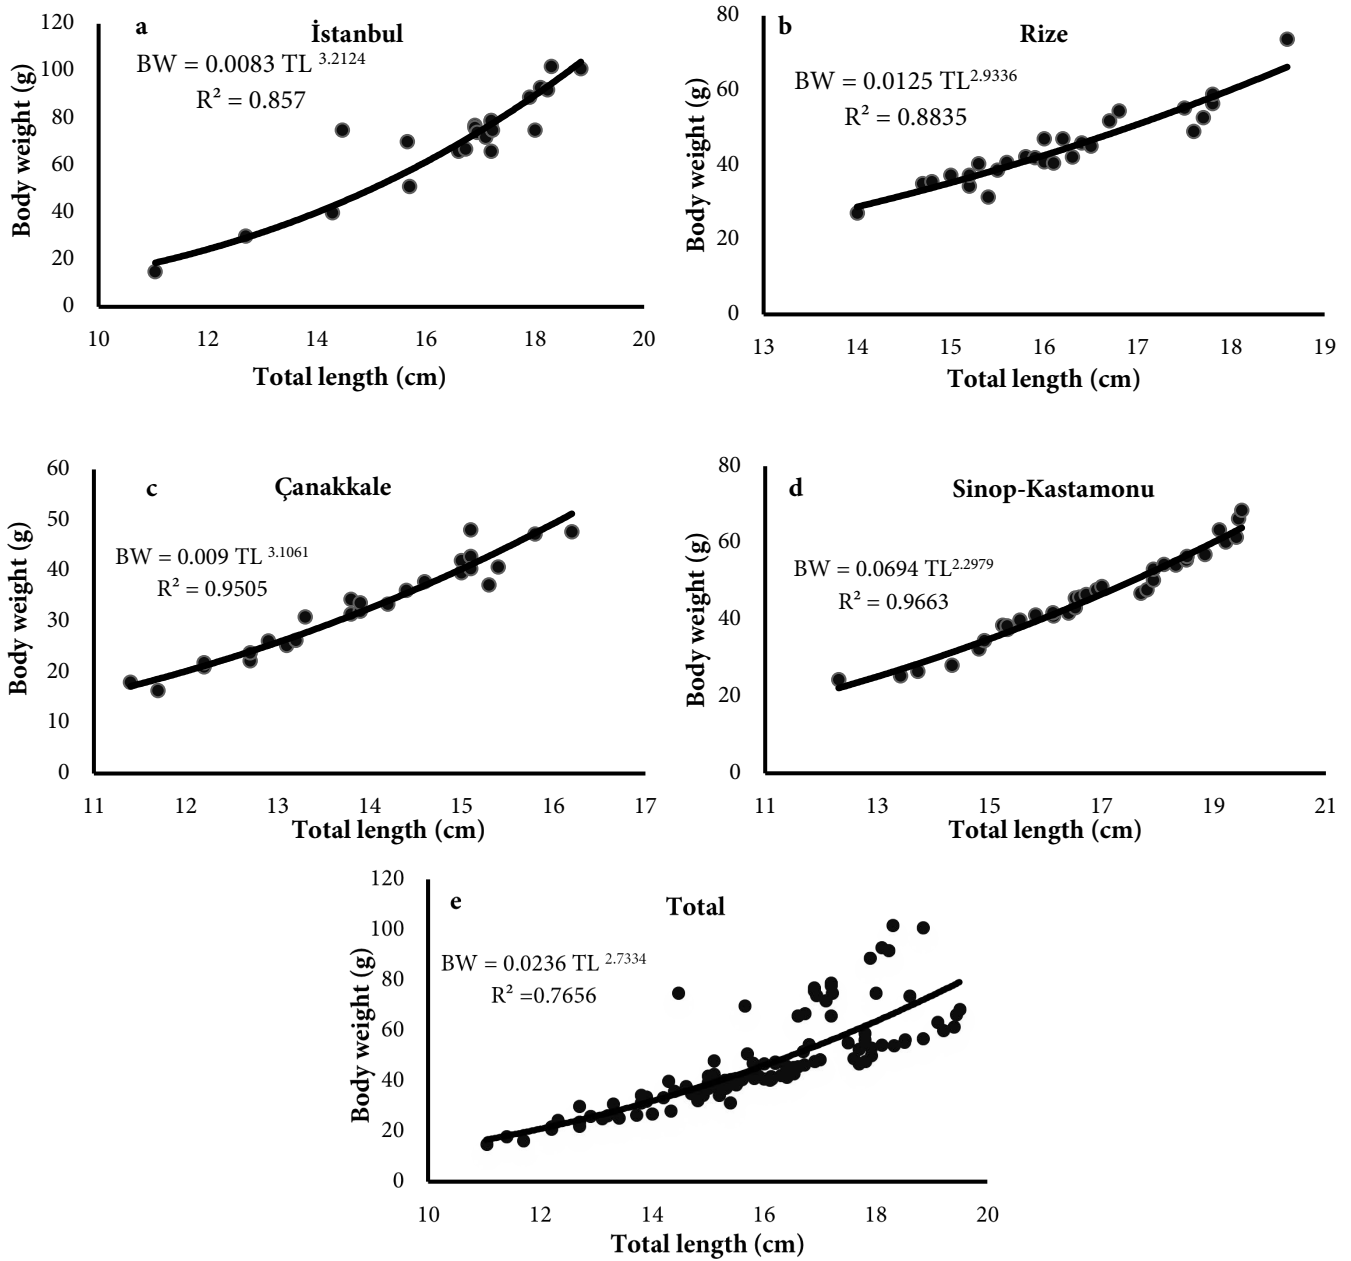 a İstanbul
BW = 0.0083 TL 3.2124
R² = 0.857
Body weight (g)
120
100
80
60
40
20
0
10 12 14 16 18 20
Total length (cm)
b Rize
BW = 0.0125 TL2.9336
R² = 0.8835
Body weight (g)
80
60
40
20
0
13 14 15 16 17 18 19
Total length (cm)
c Çanakkale
BW = 0.009 TL 3.1061
R² = 0.9505
Body weight (g)
60
50
40
30
20
10
0
11 12 13 14 15 16 17
Total length (cm)
d Sinop-Kastamonu
BW = 0.0694 TL2.2979
R² = 0.9663
Body weight (g)
80
60
40
20
0
11 13 15 17 19 21
Total length (cm)
e Total
BW = 0.0236 TL 2.7334
R² =0.7656
Body weight (g)
120
100
80
60
40
20
0
10 12 14 16 18 20
Total length (cm)